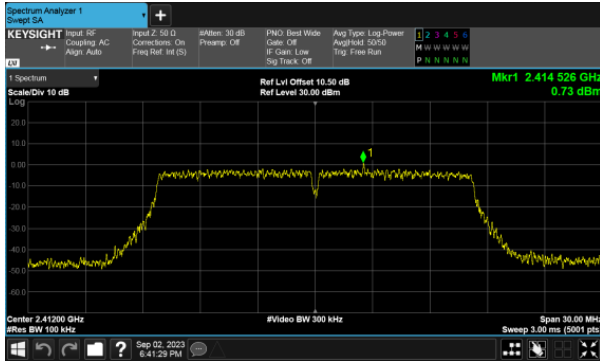 Spectrum Analyzer 1
Swept SA
+
KEYSIGHT
Input: RF
Coupling: AC
Align: Auto
Input Z: 50 Ω
Corrections: On
Freq Ref: Int (S)
#Atten: 30 dB
Preamp: Off
PNO: Best Wide
Gate: Off
IF Gain: Low
Sig Track: Off
Avg Type: Log-Power
Avg|Hold: 50/50
Trig: Free Run
1 2 3 4 5 6
M W W W W W
P N N N N N
LXI
1 Spectrum
Scale/Div 10 dB
Ref Lvl Offset 10.50 dB
Ref Level 30.00 dBm
Mkr1 2.414 526 GHz
0.73 dBm
Log
20.0
10.0
0.00
1
-10.0
-20.0
-30.0
-40.0
-50.0
-60.0
Center 2.41200 GHz
#Res BW 100 kHz
#Video BW 300 kHz
Span 30.00 MHz
Sweep 3.00 ms (5001 pts)
?
Sep 02, 2023
6:41:29 PM